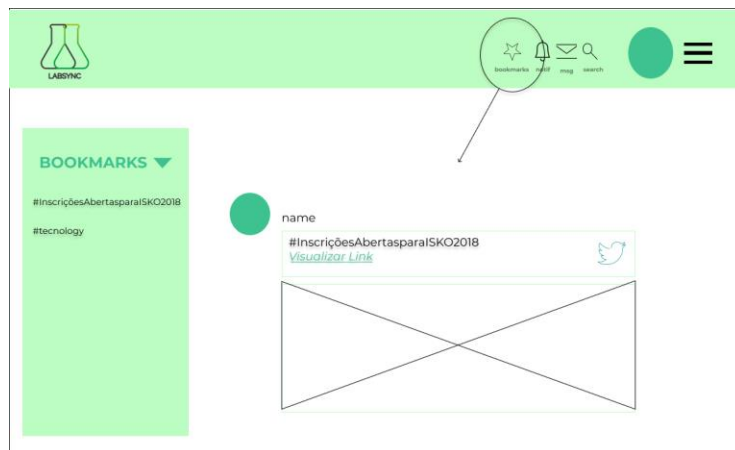 LABSYNC
bookmarks notif msg search
BOOKMARKS
#InscriçõesAbertasparaISKO2018
#tecnology
name
#InscriçõesAbertasparaISKO2018
Visualizar Link